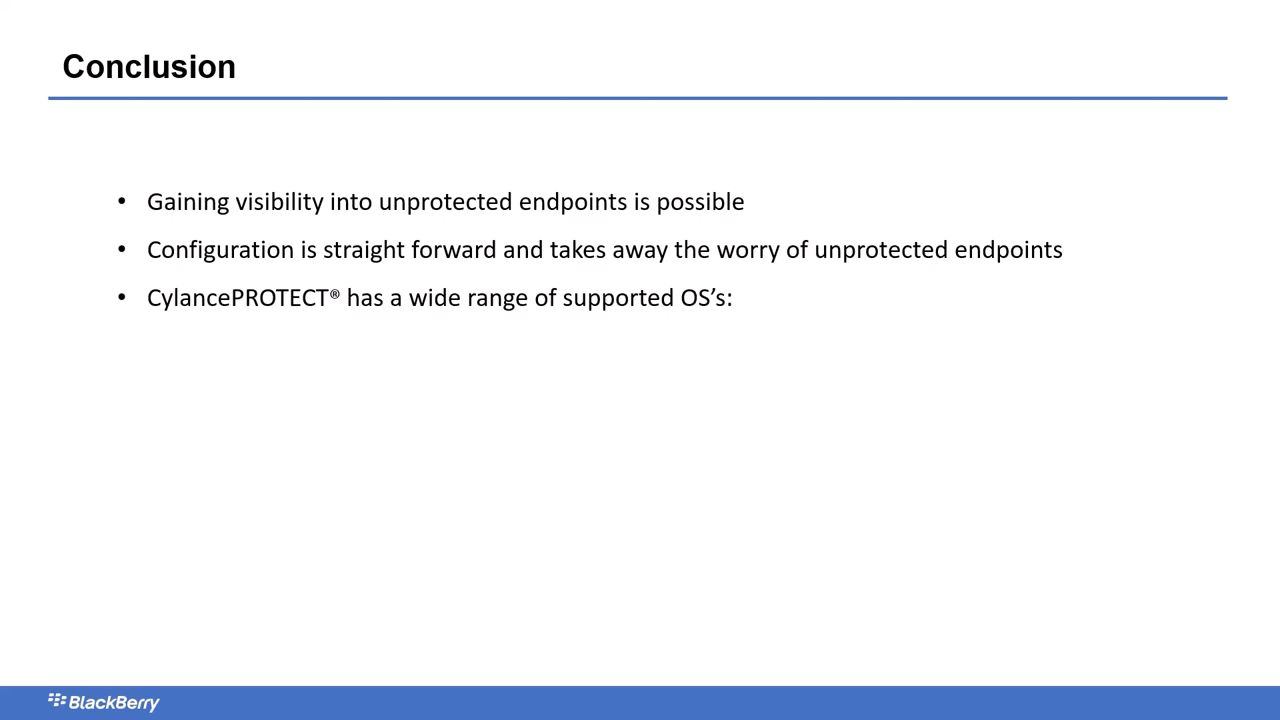 Conclusion
• Gaining visibility into unprotected endpoints is possible
• Configuration is straight forward and takes away the worry of unprotected endpoints
• CylancePROTECT® has a wide range of supported OS’s:
BlackBerry